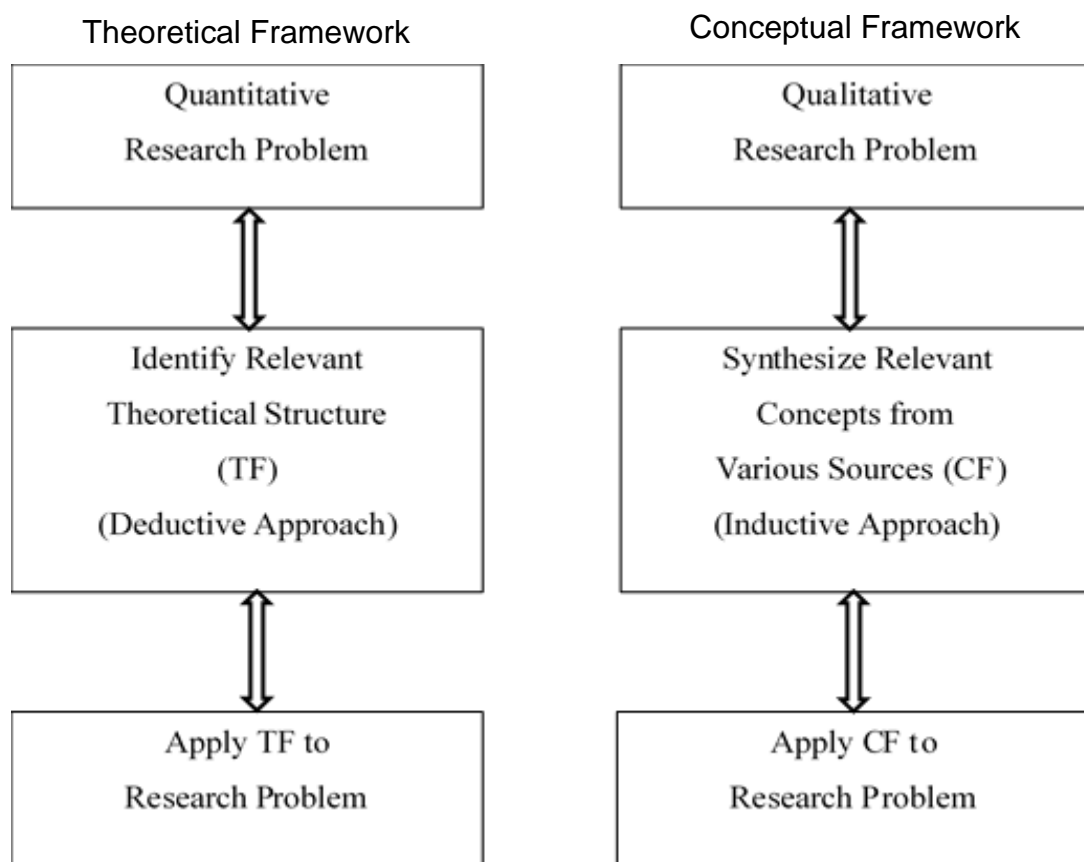 Theoretical Framework
Quantitative
Research Problem
Identify Relevant
Theoretical Structure
(TF)
(Deductive Approach)
Apply TF to
Research Problem
Conceptual Framework
Qualitative
Research Problem
Synthesize Relevant
Concepts from
Various Sources (CF)
(Inductive Approach)
Apply CF to
Research Problem